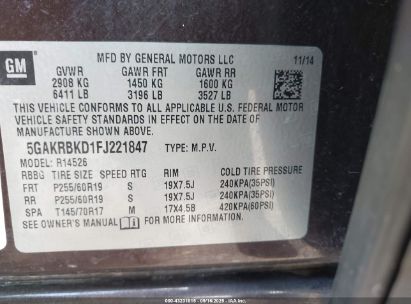 GM
MFD BY GENERAL MOTORS LLC 11/14
GVWR GAWR FRT GAWR RR
2908 KG 1450 KG 1600 KG
6411 LB 3196 LB 3527 LB
THIS VEHICLE CONFORMS TO ALL APPLICABLE U.S. FEDERAL MOTOR
VEHICLE SAFETY STANDARDS IN EFFECT ON THE DATE OF
MANUFACTURE SHOWN ABOVE.
5GAKRBKD1FJ221847 TYPE: M.P.V.
MODEL: R14526
RBBG TIRE SIZE SPEED RTG RIM COLD TIRE PRESSURE
FRT P255/60R19 S 19X7.5J 240KPA(35PSI)
RR P255/60R19 S 19X7.5J 240KPA(35PSI)
SPA T145/70R17 M 17X4.5B 420KPA(60PSI)
SEE OWNER'S MANUAL FOR MORE INFORMATION.